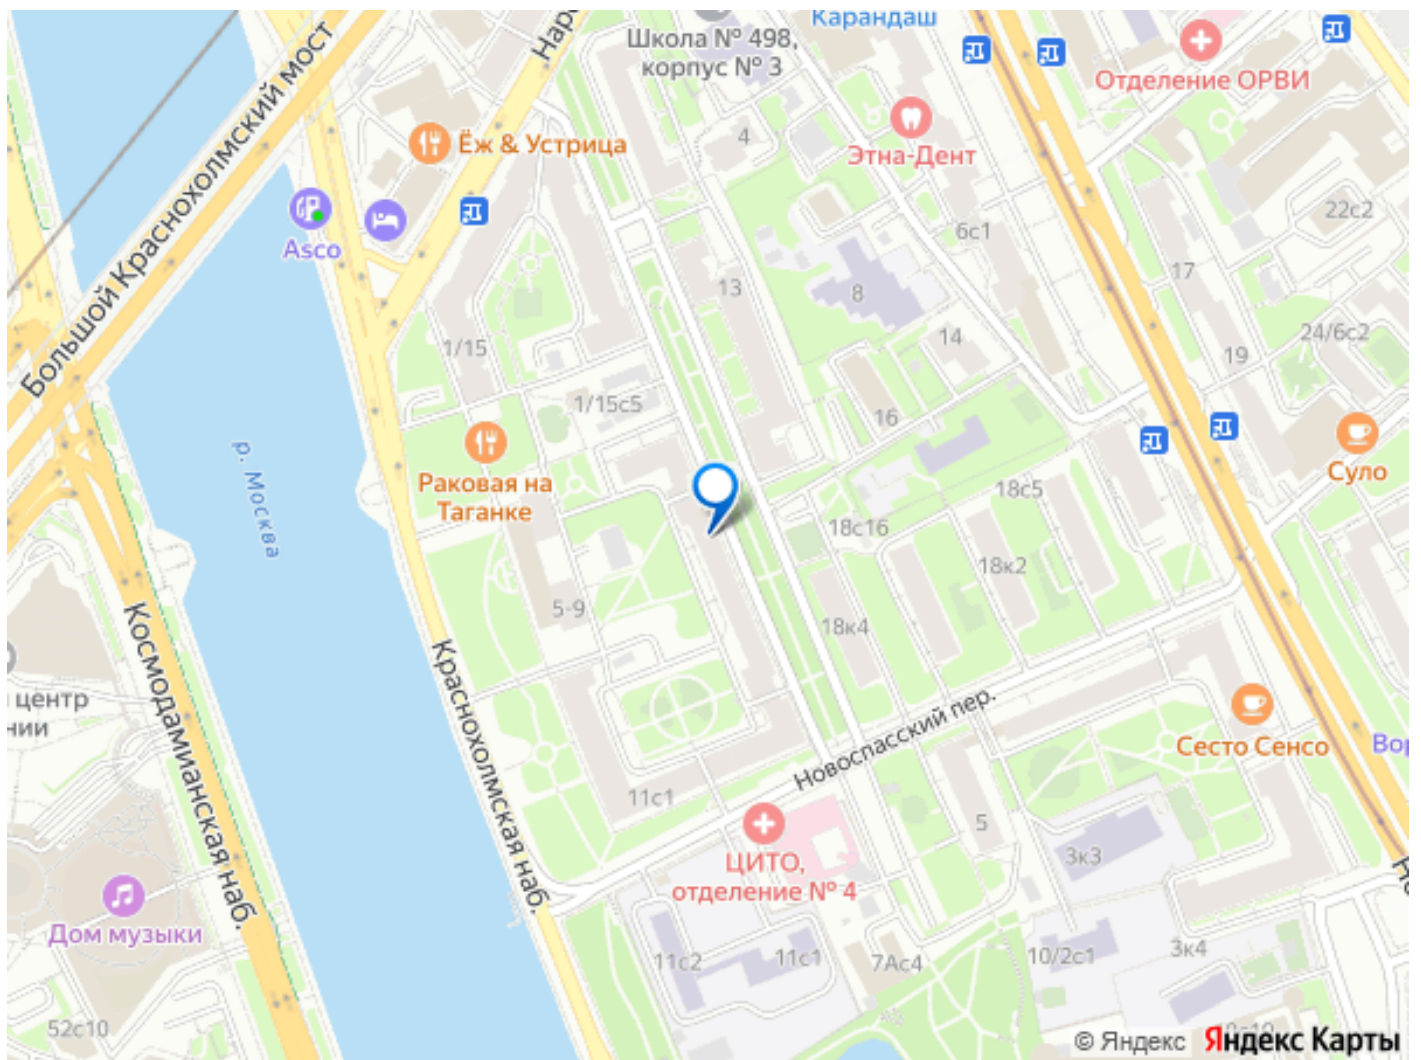 Карандаш
Школа № 498,
корпус № 3
Нар
Отделение ОРВИ
Большой Краснохолмский мост
Ёж & Устрица
4
Этна-Дент
Asco
22с2
6с1
17
13
8
1/15
14
24/6с2
19
1/15с5
16
р. Москва
Раковая на
Таганке
Суло
18с5
18с16
18к2
5-9
18к4
Космодамианская наб.
Краснохолмская наб.
центр
нии
Новоспасский пер.
Сесто Сенсо
Вор
11с1
5
3к3
ЦИТО,
отделение № 4
Но
Дом музыки
11с2
11с1
7Ас4
10/2с1
3к4
52с10
© Яндекс Яндекс Карты